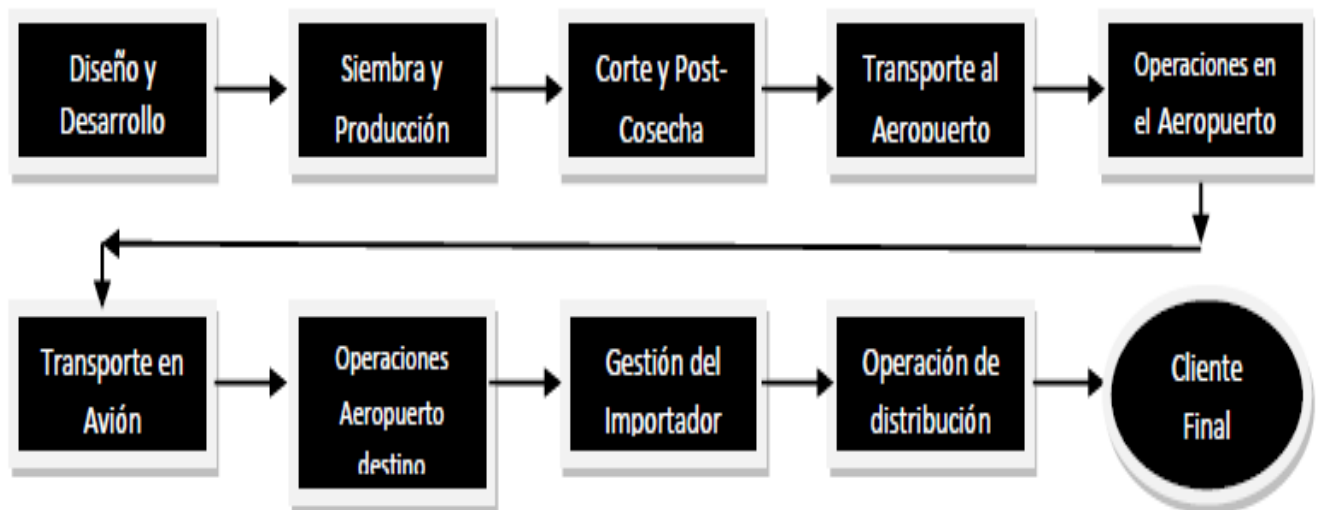 Diseño y
Desarrollo
Siembra y
Producción
Corte y Post-
Cosecha
Transporte al
Aeropuerto
Operaciones en
el Aeropuerto
Transporte en
Avión
Operaciones
Aeropuerto
destino
Gestión del
Importador
Operación de
distribución
Cliente
Final